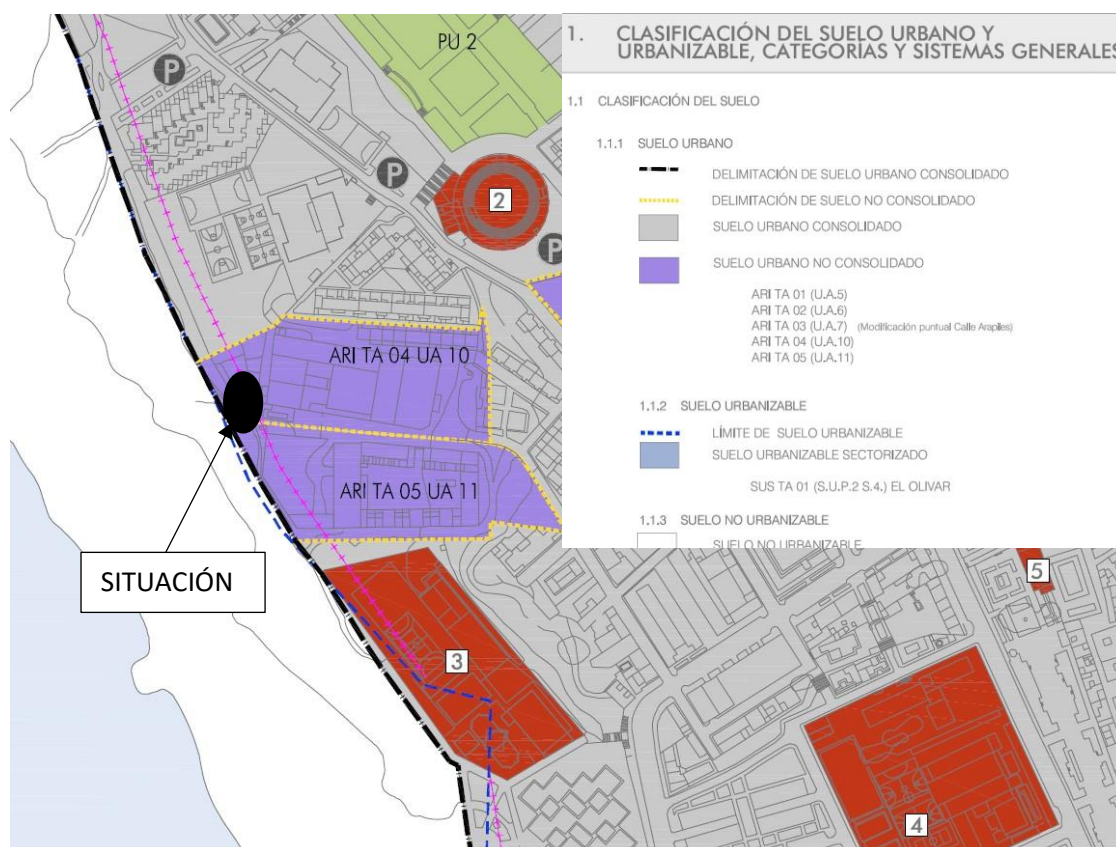 PU 2
P
P
2
P
ARI TA 04 UA 10
ARI TA 05 UA 11
SITUACIÓN
3
5
4
1. CLASIFICACIÓN DEL SUELO URBANO Y
URBANIZABLE, CATEGORÍAS Y SISTEMAS GENERALES
1.1 CLASIFICACIÓN DEL SUELO
1.1.1 SUELO URBANO
DELIMITACIÓN DE SUELO URBANO CONSOLIDADO
DELIMITACIÓN DE SUELO NO CONSOLIDADO
SUELO URBANO CONSOLIDADO
SUELO URBANO NO CONSOLIDADO
ARI TA 01 (U.A.5)
ARI TA 02 (U.A.6)
ARI TA 03 (U.A.7) (Modificación puntual Calle Arapiles)
ARI TA 04 (U.A.10)
ARI TA 05 (U.A.11)
1.1.2 SUELO URBANIZABLE
LÍMITE DE SUELO URBANIZABLE
SUELO URBANIZABLE SECTORIZADO
SUS TA 01 (S.U.P.2 S.4.) EL OLIVAR
1.1.3 SUELO NO URBANIZABLE
SUELO NO URBANIZABLE